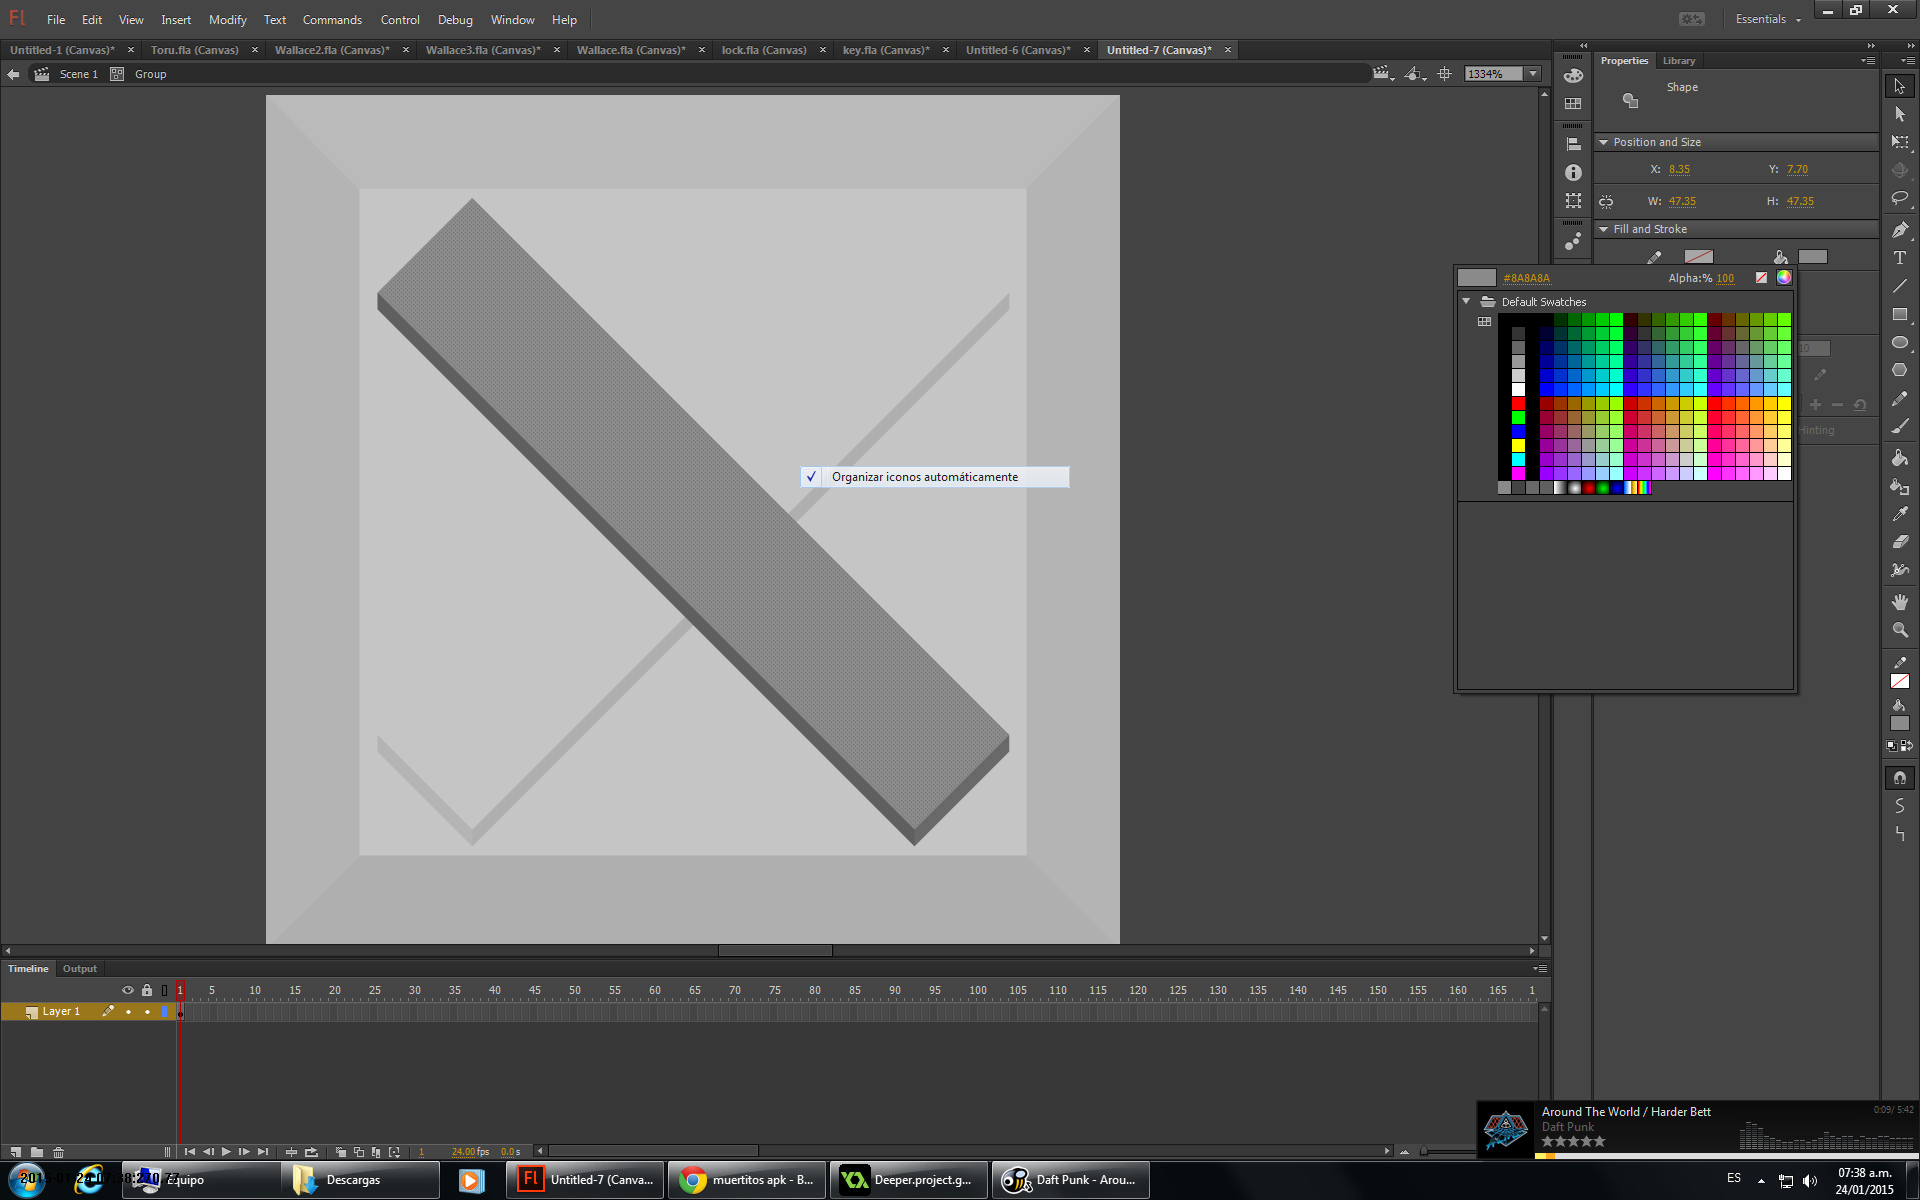 Fl File Edit View Insert Modify Text Commands Control Debug Window Help Essentials
Untitled-1 (Canvas)* Toru.fla (Canvas) Wallace2.fla (Canvas)* Wallace3.fla (Canvas)* Wallace.fla (Canvas)* lock.fla (Canvas) key.fla (Canvas)* Untitled-6 (Canvas)* Untitled-7 (Canvas)*
Scene 1 Group 1334%
Properties Library
Shape
Position and Size
X: 8.35 Y: 7.70
W: 47.35 H: 47.35
Fill and Stroke
#8A8A8A Alpha:% 100
Default Swatches
10
Hinting
Organizar iconos automáticamente
Timeline Output
1 5 10 15 20 25 30 35 40 45 50 55 60 65 70 75 80 85 90 95 100 105 110 115 120 125 130 135 140 145 150 155 160 165 1
Layer 1
1 24.00 fps 0.0 s
Around The World / Harder Bett 0:09/ 5:42
Daft Punk
Equipo Descargas Fl Untitled-7 (Canva... muertitos apk - B... Deeper.project.g... Daft Punk - Arou... ES
07:38 a.m.
24/01/2015